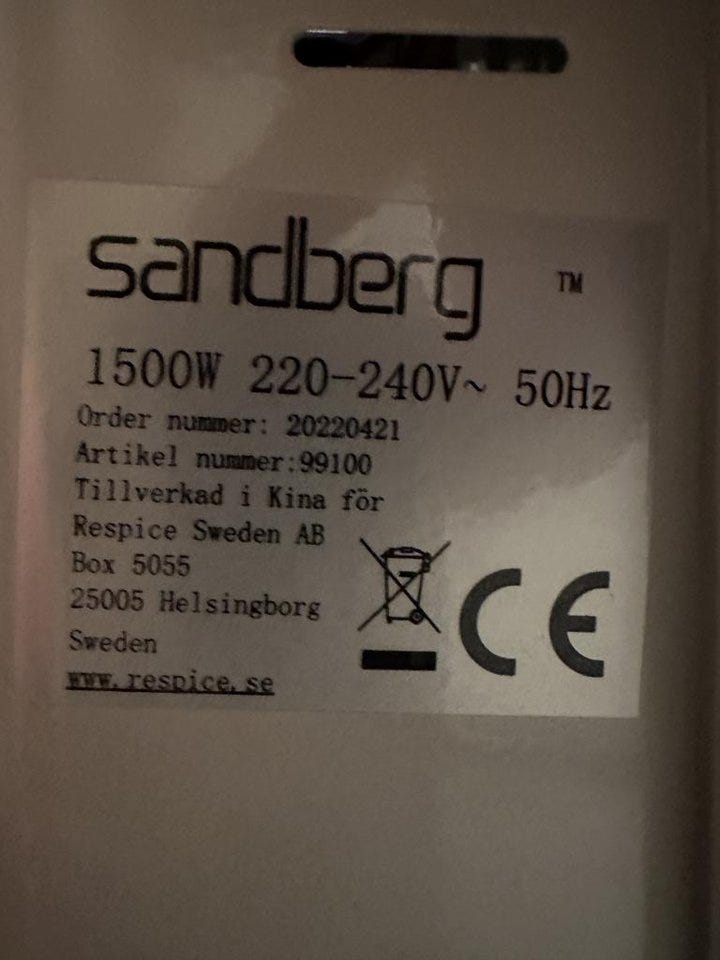 sandberg ™
1500W 220-240V~ 50Hz
Order nummer: 20220421
Artikel nummer:99100
Tillverkad i Kina för
Respice Sweden AB
Box 5055
25005 Helsingborg
Sweden
www.respice.se
CE